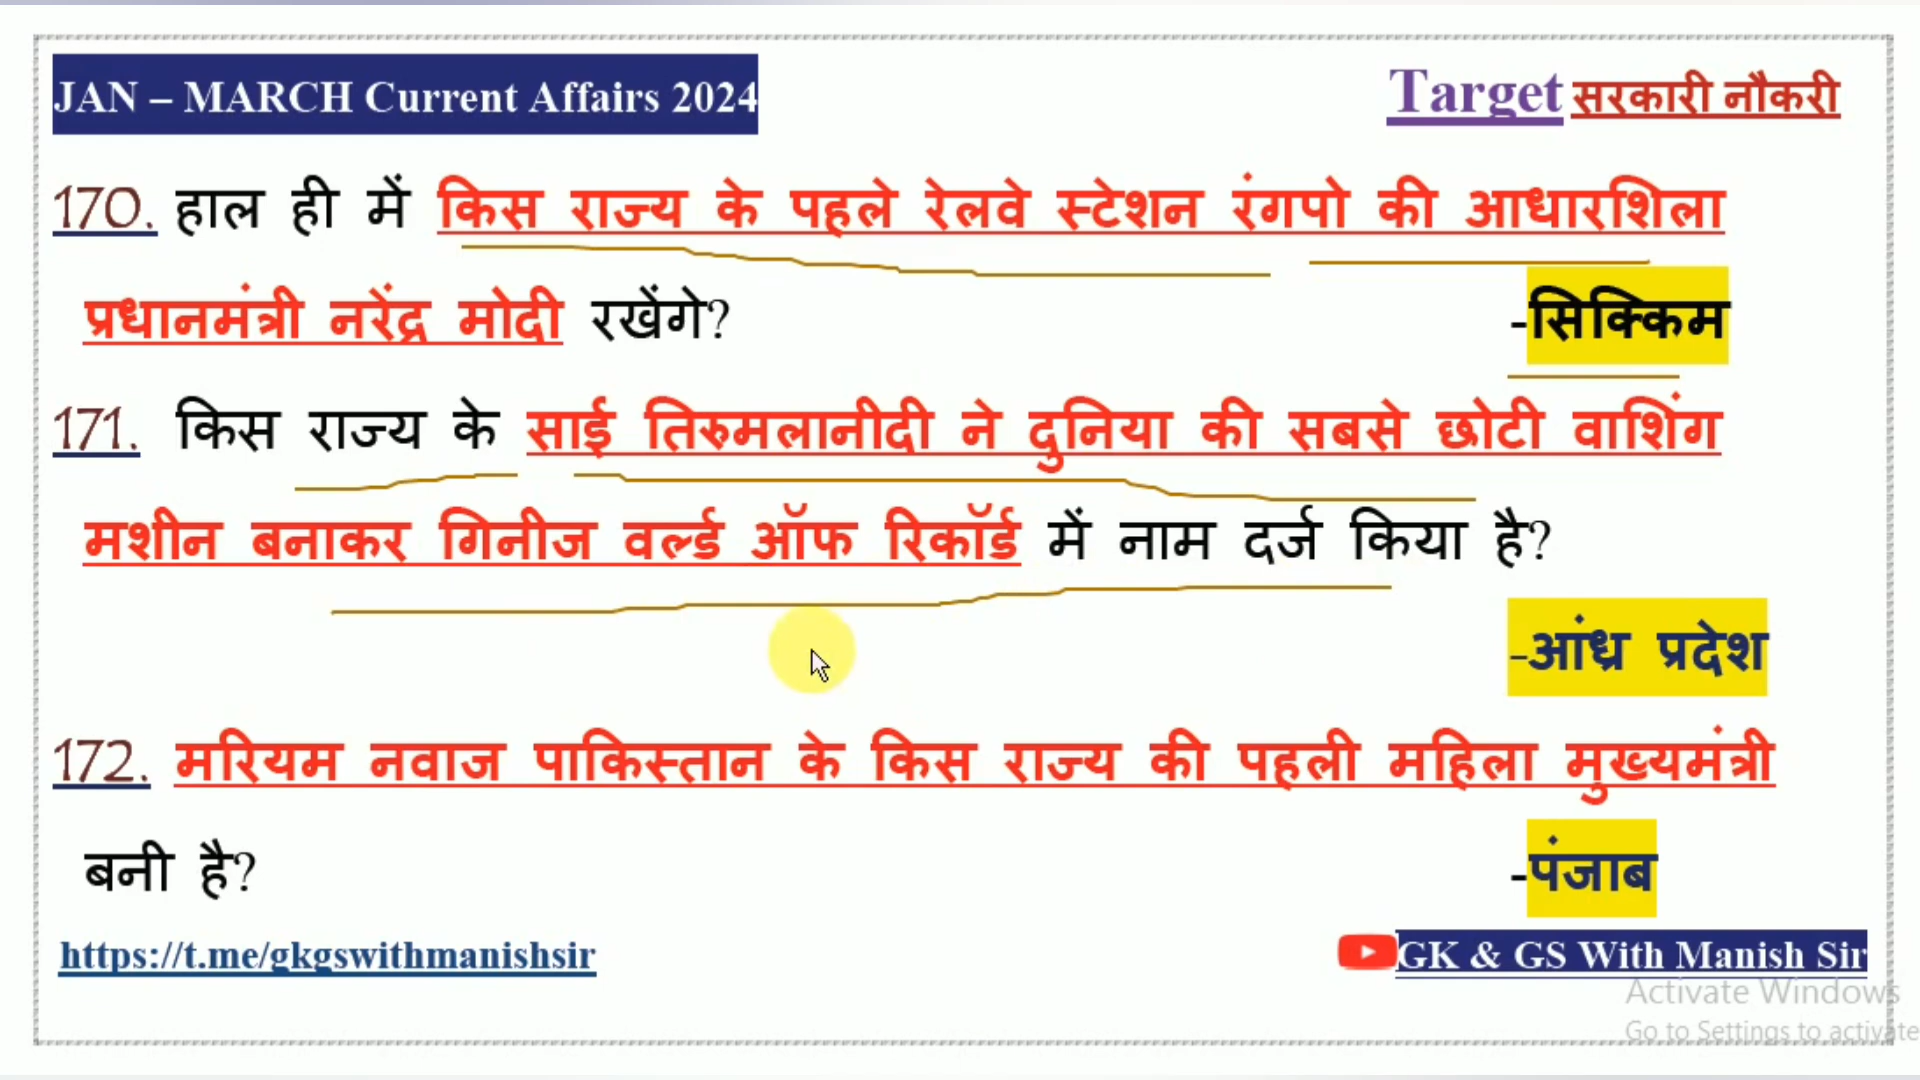 JAN – MARCH Current Affairs 2024
Target सरकारी नौकरी
170. हाल ही में किस राज्य के पहले रेलवे स्टेशन रंगपो की आधारशिला
प्रधानमंत्री नरेंद्र मोदी रखेंगे? -सिक्किम
171. किस राज्य के साई तिरुमलानीदी ने दुनिया की सबसे छोटी वाशिंग
मशीन बनाकर गिनीज वर्ल्ड ऑफ रिकॉर्ड में नाम दर्ज किया है?
-आंध्र प्रदेश
172. मरियम नवाज पाकिस्तान के किस राज्य की पहली महिला मुख्यमंत्री
बनी है? -पंजाब
https://t.me/gkgswithmanishsir
GK & GS With Manish Sir
Activate Windows
Go to Settings to activate